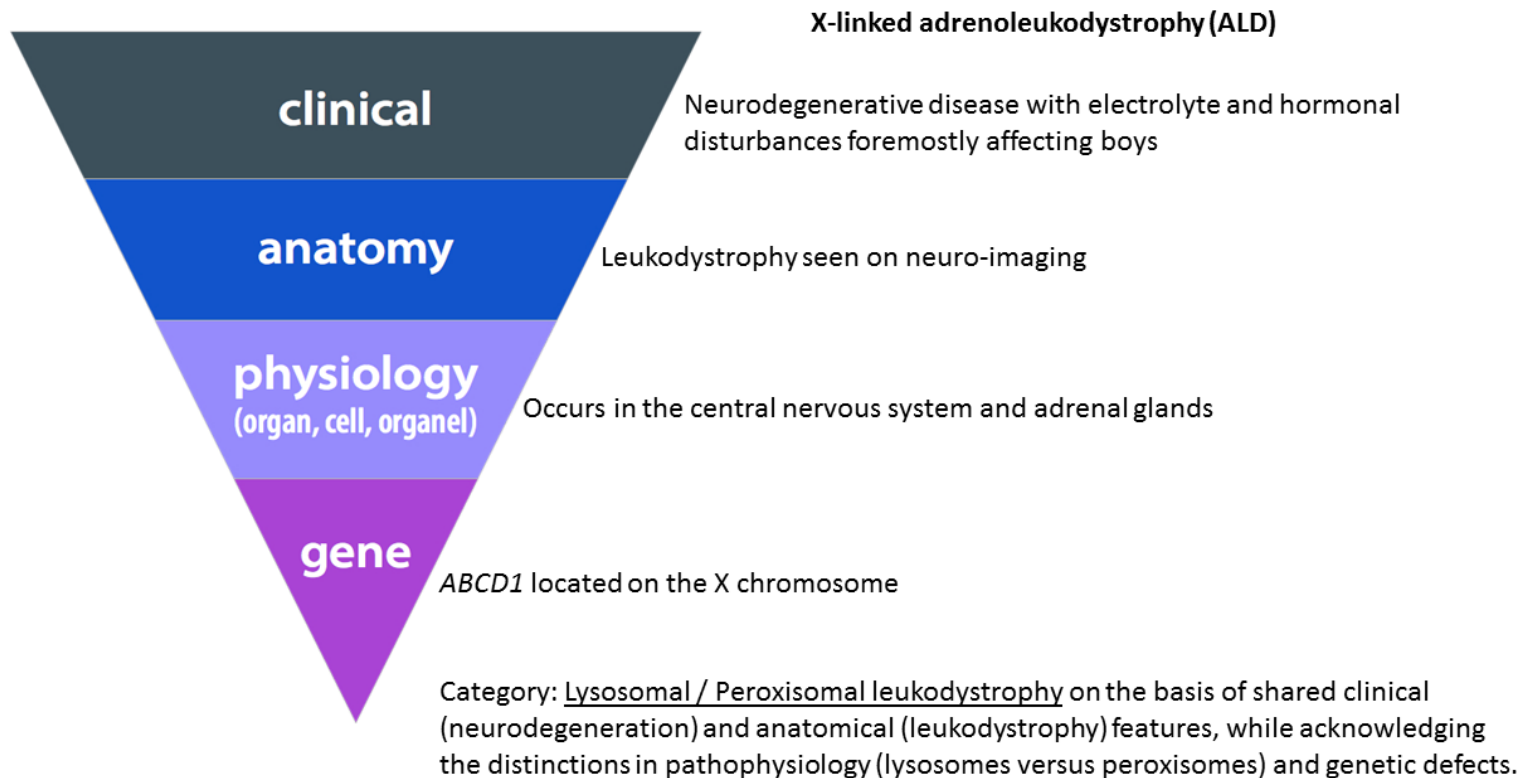 X-linked adrenoleukodystrophy (ALD)
clinical
Neurodegenerative disease with electrolyte and hormonal
disturbances foremostly affecting boys
anatomy
Leukodystrophy seen on neuro-imaging
physiology
(organ, cell, organel)
Occurs in the central nervous system and adrenal glands
gene
ABCD1 located on the X chromosome
Category: Lysosomal / Peroxisomal leukodystrophy on the basis of shared clinical
(neurodegeneration) and anatomical (leukodystrophy) features, while acknowledging
the distinctions in pathophysiology (lysosomes versus peroxisomes) and genetic defects.